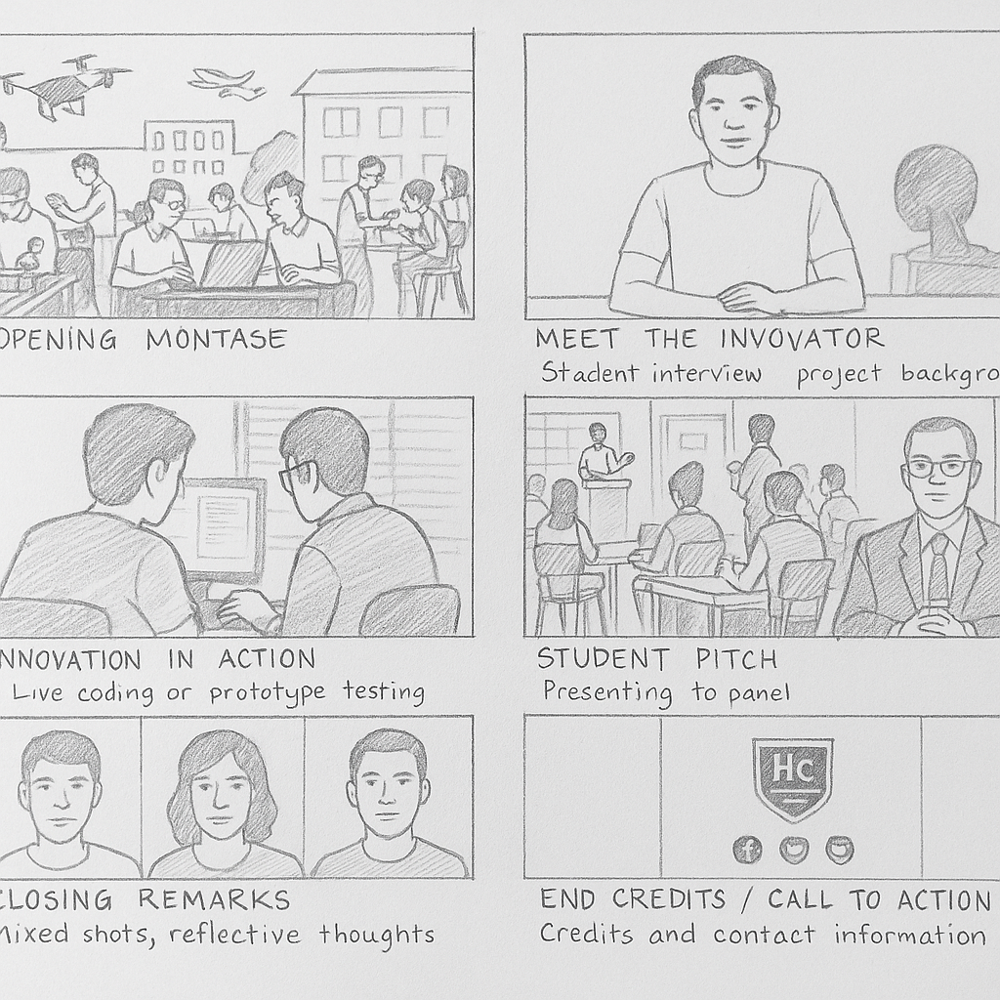 OPENING MONTASE
MEET THE INVOVATOR
Stadent interview project backgro
INNOVATION IN ACTION
Live coding or prototype testing
STUDENT PITCH
Presenting to panel
HC
f
CLOSING REMARKS
Mixed shots, reflective thoughts
END CREDITS / CALL TO ACTION
Credits and contact information